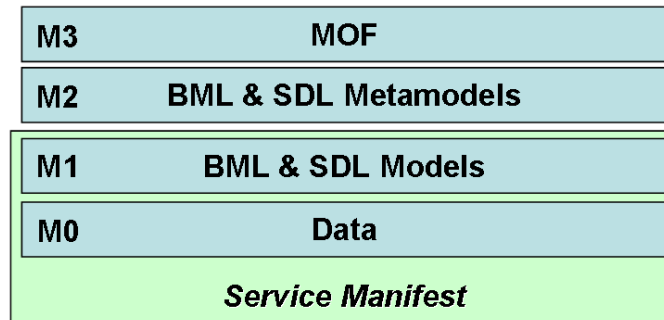 M3 MOF
M2 BML & SDL Metamodels
M1 BML & SDL Models
M0 Data
Service Manifest